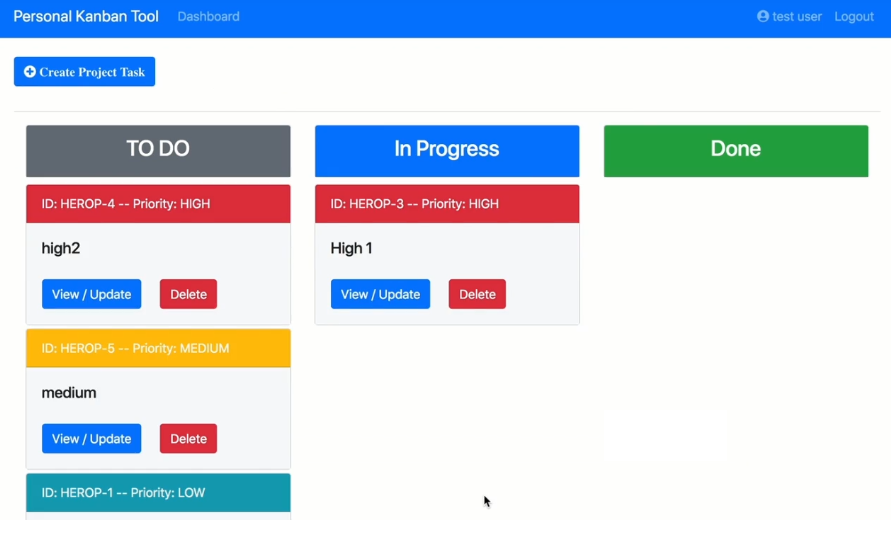 Personal Kanban Tool Dashboard test user Logout
Create Project Task
TO DO
ID: HEROP-4 -- Priority: HIGH
high2
View / Update Delete
ID: HEROP-5 -- Priority: MEDIUM
medium
View / Update Delete
ID: HEROP-1 -- Priority: LOW
In Progress
ID: HEROP-3 -- Priority: HIGH
High 1
View / Update Delete
Done